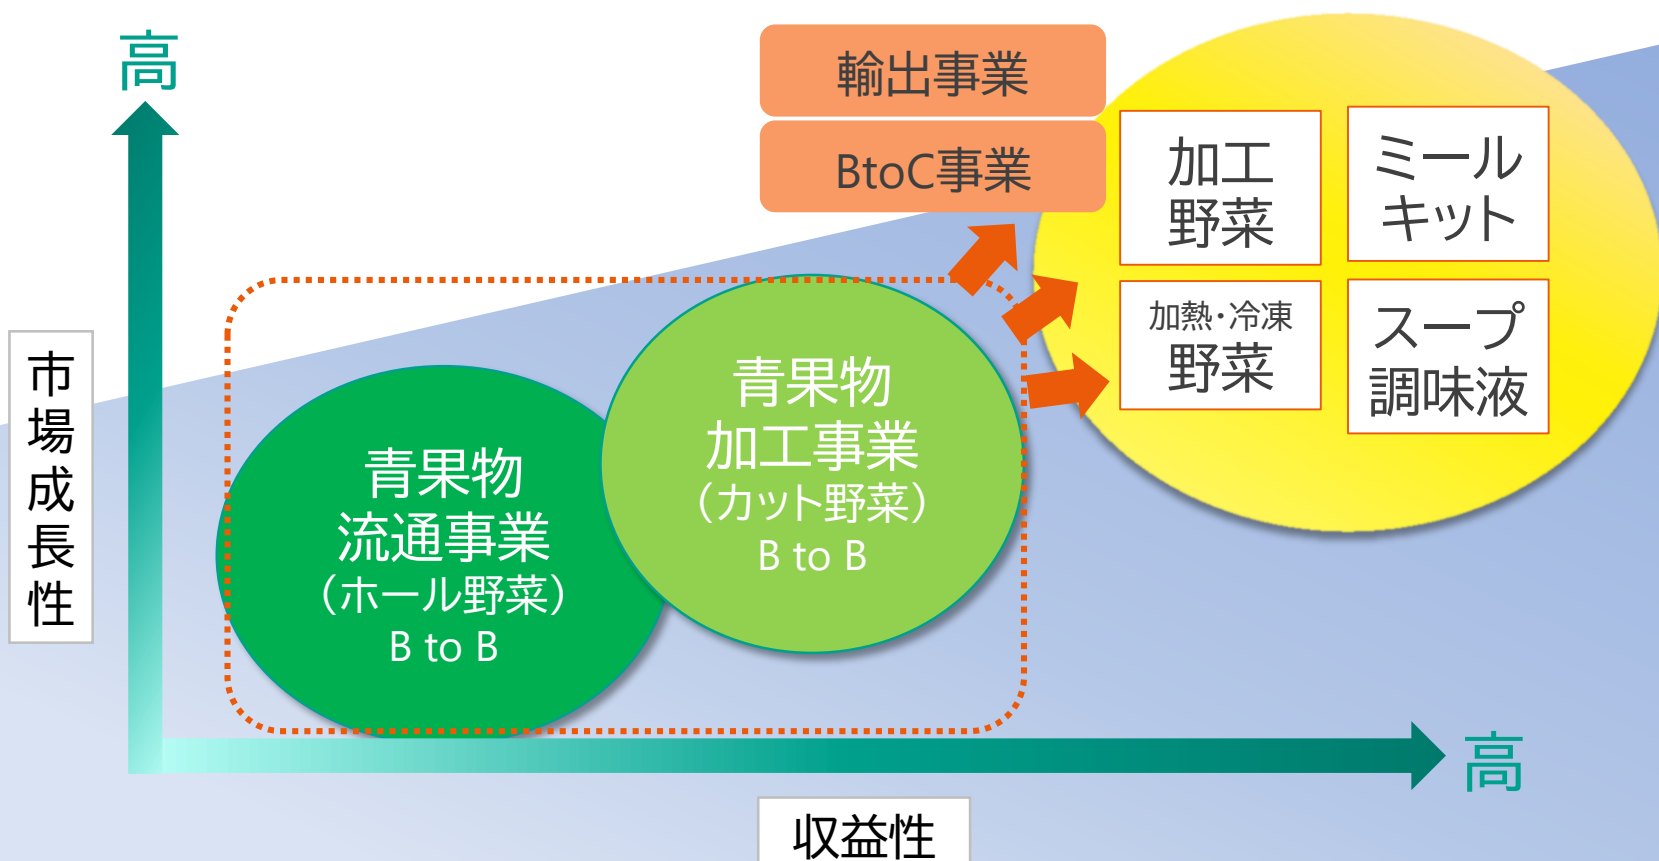 高
輸出事業
BtoC事業
加工
野菜
ミール
キット
加熱・冷凍
野菜
スープ
調味液
市
場
成
長
性
青果物
加工事業
（カット野菜）
B to B
青果物
流通事業
（ホール野菜）
B to B
高
収益性